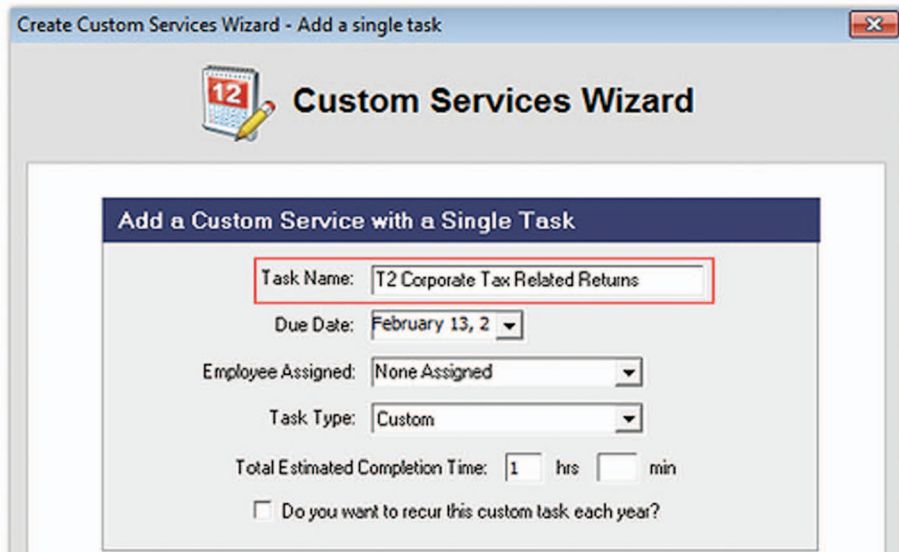 Create Custom Services Wizard - Add a single task
12
Custom Services Wizard
Add a Custom Service with a Single Task
Task Name: T2 Corporate Tax Related Returns
Due Date: February 13, 2
Employee Assigned: None Assigned
Task Type: Custom
Total Estimated Completion Time: 1 hrs min
Do you want to recur this custom task each year?